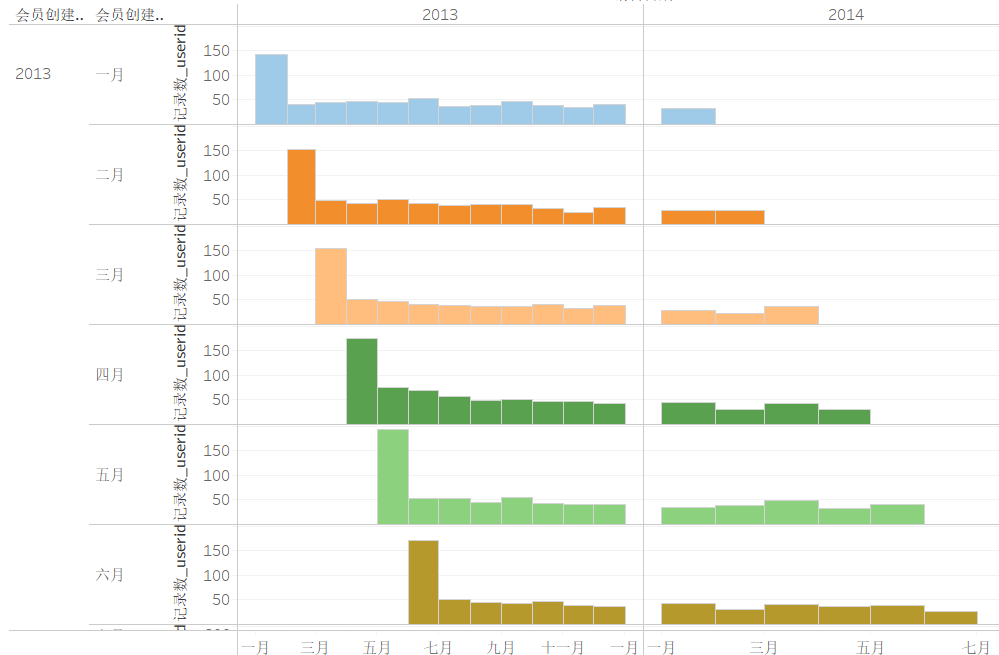 2013 2014
会员创建.. 会员创建..
2013 一月 记录数_userid 150 100 50
二月 记录数_userid 150 100 50
三月 记录数_userid 150 100 50
四月 记录数_userid 150 100 50
五月 记录数_userid 150 100 50
六月 记录数_userid 150 100 50
一月 三月 五月 七月 九月 十一月 一月 一月 三月 五月 七月